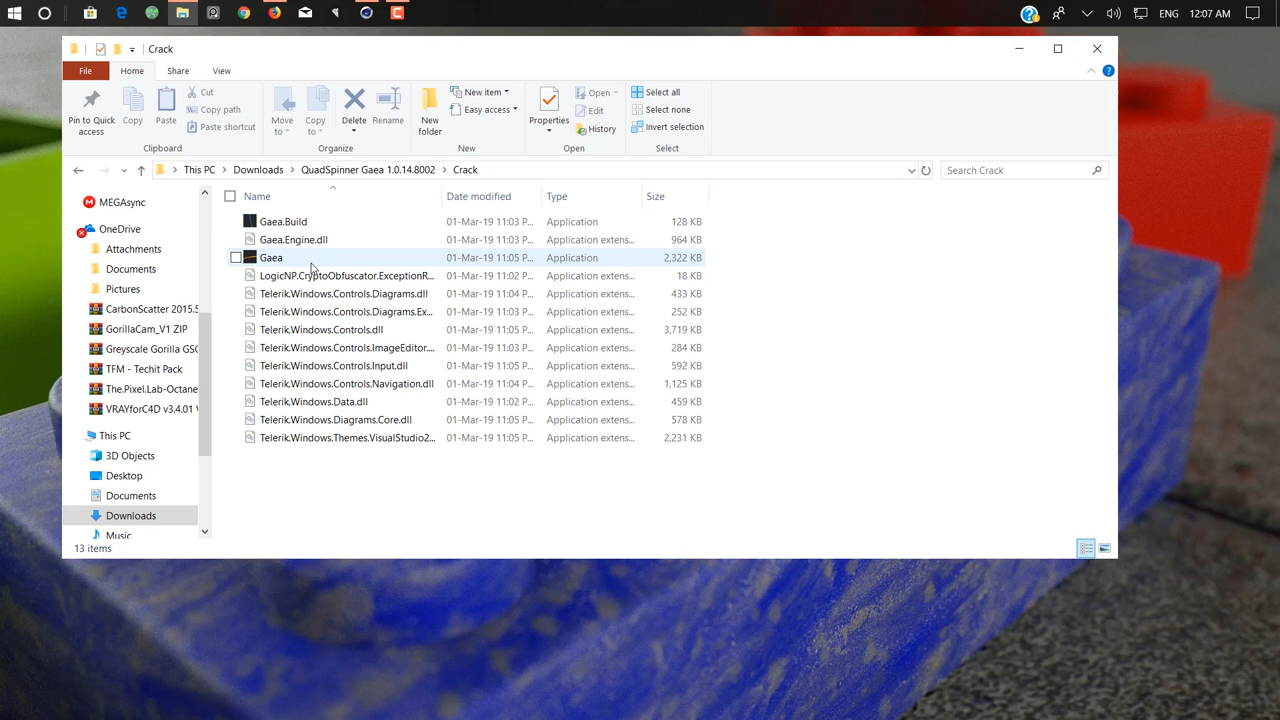 ENG 12:07 AM
Crack
File Home Share View
Pin to Quick access
Copy
Paste
Cut
Copy path
Paste shortcut
Clipboard
Move to
Copy to
Delete
Rename
Organize
New folder
New item
Easy access
New
Properties
Open
Edit
History
Open
Select all
Select none
Invert selection
Select
This PC Downloads QuadSpinner Gaea 1.0.14.8002 Crack
Search Crack
MEGAsync
OneDrive
Attachments
Documents
Pictures
CarbonScatter 2015.5
GorillaCam_V1 ZIP
Greyscale Gorilla GSG
TFM - Techit Pack
The.Pixel.Lab-Octane
VRAYforC4D v3.4.01 V
This PC
3D Objects
Desktop
Documents
Downloads
Music
Name Date modified Type Size
Gaea.Build 01-Mar-19 11:03 P... Application 128 KB
Gaea.Engine.dll 01-Mar-19 11:03 P... Application extens... 964 KB
Gaea 01-Mar-19 11:05 P... Application 2,322 KB
LogicNP.CryptoObfuscator.ExceptionR... 01-Mar-19 11:02 P... Application extens... 18 KB
Telerik.Windows.Controls.Diagrams.dll 01-Mar-19 11:04 P... Application extens... 433 KB
Telerik.Windows.Controls.Diagrams.Ex... 01-Mar-19 11:03 P... Application extens... 252 KB
Telerik.Windows.Controls.dll 01-Mar-19 11:05 P... Application extens... 3,719 KB
Telerik.Windows.Controls.ImageEditor.... 01-Mar-19 11:03 P... Application extens... 284 KB
Telerik.Windows.Controls.Input.dll 01-Mar-19 11:05 P... Application extens... 592 KB
Telerik.Windows.Controls.Navigation.dll 01-Mar-19 11:04 P... Application extens... 1,125 KB
Telerik.Windows.Data.dll 01-Mar-19 11:02 P... Application extens... 459 KB
Telerik.Windows.Diagrams.Core.dll 01-Mar-19 11:05 P... Application extens... 578 KB
Telerik.Windows.Themes.VisualStudio2... 01-Mar-19 11:05 P... Application extens... 2,231 KB
13 items